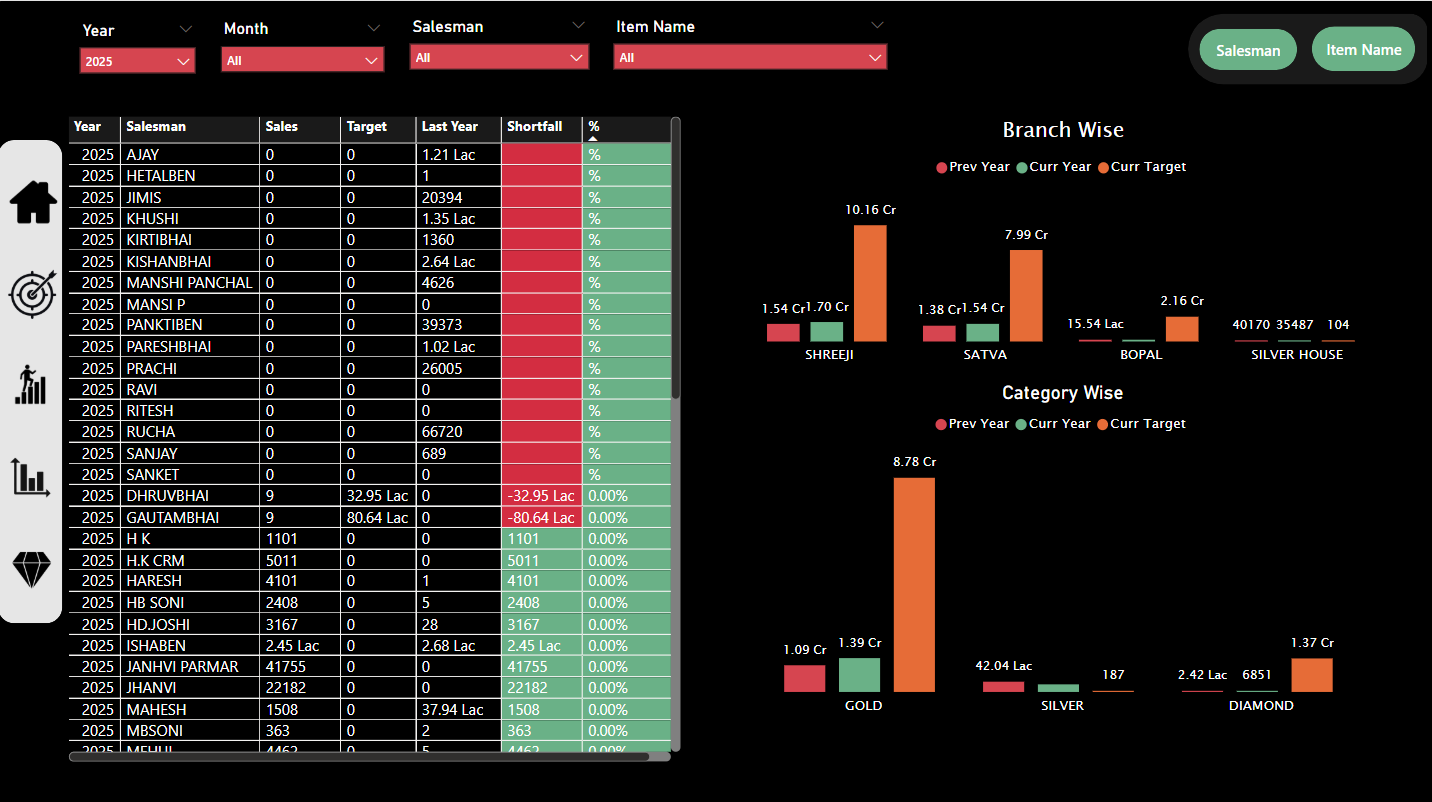 Year Month Salesman Item Name
2025 All All All
Salesman Item Name
Year Salesman Sales Target Last Year Shortfall %
2025 AJAY 0 0 1.21 Lac %
2025 HETALBEN 0 0 1 %
2025 JIMIS 0 0 20394 %
2025 KHUSHI 0 0 1.35 Lac %
2025 KIRTIBHAI 0 0 1360 %
2025 KISHANBHAI 0 0 2.64 Lac %
2025 MANSHI PANCHAL 0 0 4626 %
2025 MANSI P 0 0 0 %
2025 PANKTIBEN 0 0 39373 %
2025 PARESHBHAI 0 0 1.02 Lac %
2025 PRACHI 0 0 26005 %
2025 RAVI 0 0 0 %
2025 RITESH 0 0 0 %
2025 RUCHA 0 0 66720 %
2025 SANJAY 0 0 689 %
2025 SANKET 0 0 0 %
2025 DHRUVBHAI 9 32.95 Lac 0 -32.95 Lac 0.00%
2025 GAUTAMBHAI 9 80.64 Lac 0 -80.64 Lac 0.00%
2025 H K 1101 0 0 1101 0.00%
2025 H.K CRM 5011 0 0 5011 0.00%
2025 HARESH 4101 0 1 4101 0.00%
2025 HB SONI 2408 0 5 2408 0.00%
2025 HD.JOSHI 3167 0 28 3167 0.00%
2025 ISHABEN 2.45 Lac 0 2.68 Lac 2.45 Lac 0.00%
2025 JANHVI PARMAR 41755 0 0 41755 0.00%
2025 JHANVI 22182 0 0 22182 0.00%
2025 MAHESH 1508 0 37.94 Lac 1508 0.00%
2025 MBSONI 363 0 2 363 0.00%
2025 MEHUL 4462 0 5 4462 0.00%
Branch Wise
Prev Year Curr Year Curr Target
1.54 Cr 1.70 Cr 10.16 Cr 1.38 Cr 1.54 Cr 7.99 Cr 15.54 Lac 2.16 Cr 40170 35487 104
SHREEJI SATVA BOPAL SILVER HOUSE
Category Wise
Prev Year Curr Year Curr Target
1.09 Cr 1.39 Cr 8.78 Cr 42.04 Lac 187 2.42 Lac 6851 1.37 Cr
GOLD SILVER DIAMOND